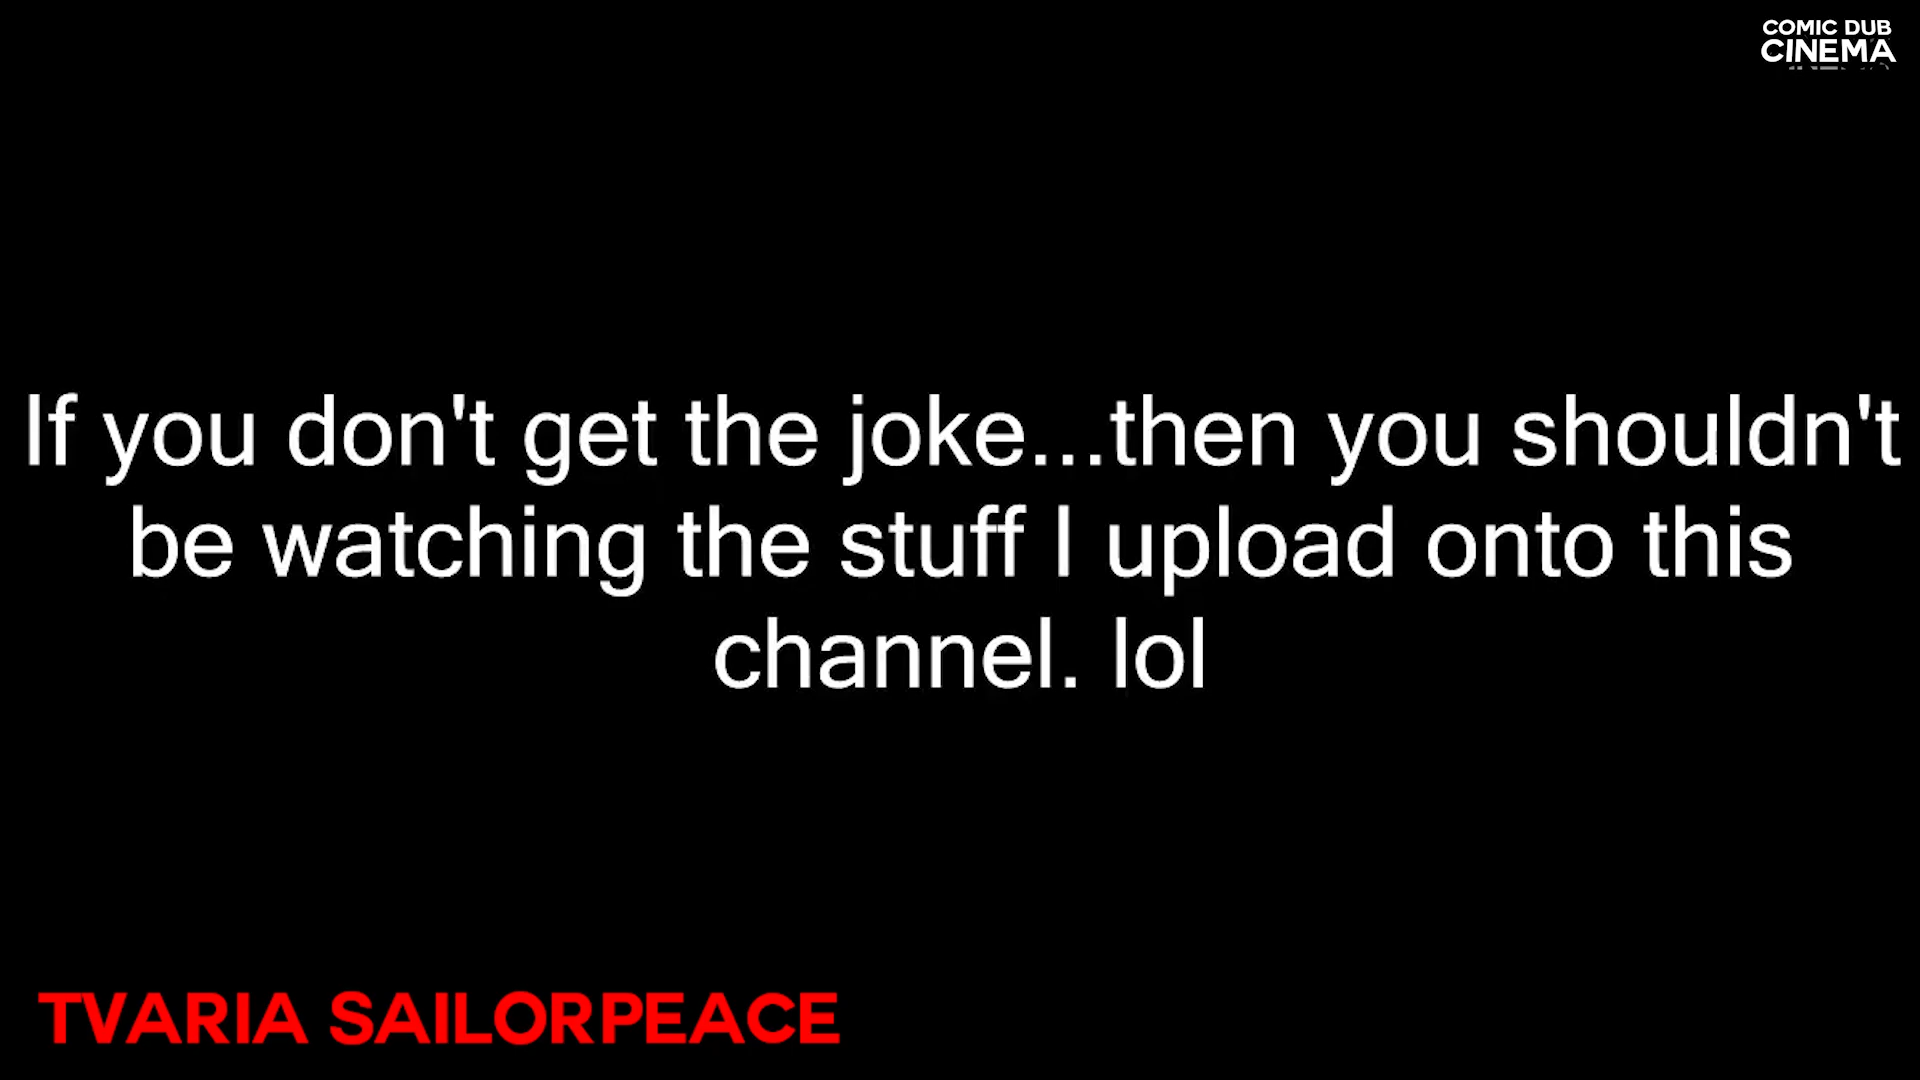 COMIC DUB
CINEMA
If you don't get the joke...then you shouldn't
be watching the stuff I upload onto this
channel. lol
TVARIA SAILORPEACE